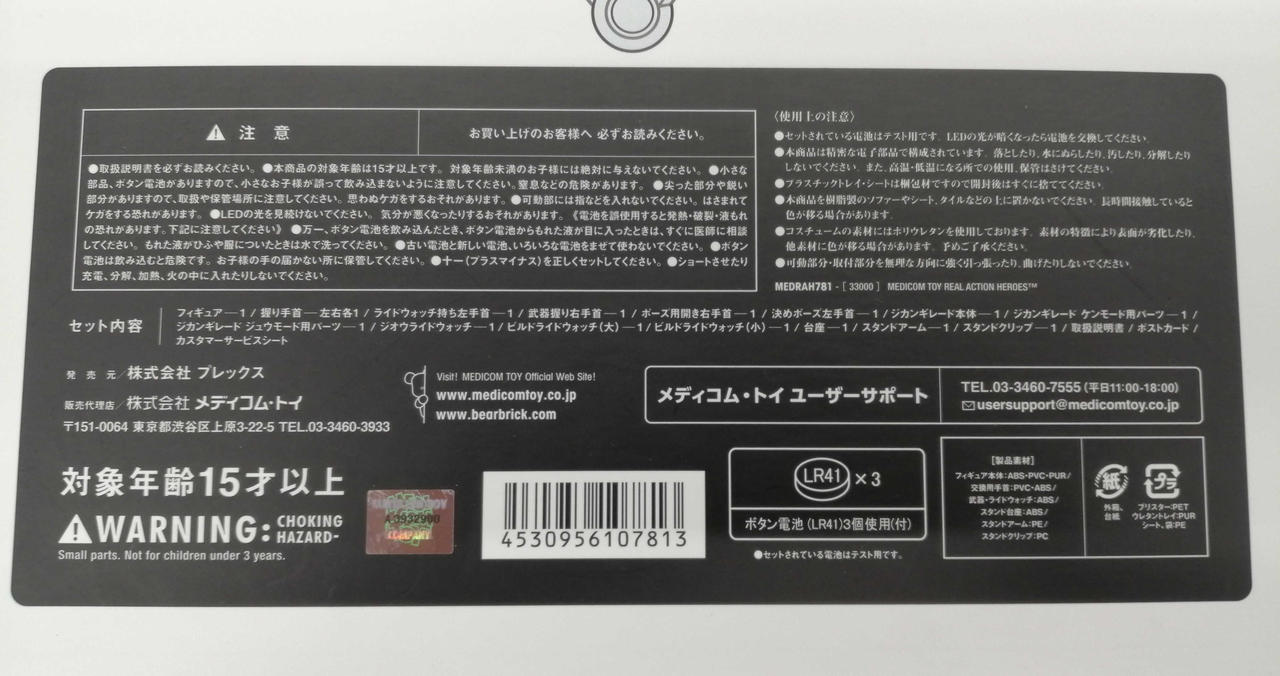 注意
お買い上げのお客様へ 必ずお読みください。
●取扱説明書を必ずお読みください。 ●本商品の対象年齢は15才以上です。 対象年齢未満のお子様には絶対に与えないでください。 ●小さな
部品、ボタン電池がありますので、小さなお子様が誤って飲み込まないように注意してください。窒息などの危険があります。 ●尖った部分や鋭い
部分がありますので、取扱や保管場所に注意してください。思わぬケガをするおそれがあります。 ●可動部には指などを入れないでください。はさまれて
ケガをする恐れがあります。 ●LEDの光を見続けないでください。 気分が悪くなったりするおそれがあります。 《電池を誤使用すると発熱・破裂・液もれ
の恐れがあります。下記に注意してください》 ●万一、ボタン電池を飲み込んだときや、ボタン電池からもれた液が目に入ったときは、すぐに医師に相談
してください。もれた液がひふや服についたときは水で洗ってください。 ●古い電池と新しい電池、いろいろな電池をまぜて使わないでください。 ●ボタン
電池は飲み込むと危険です。お子様の手の届かない所に保管してください。 ●+−(プラスマイナス)を正しくセットしてください。 ●ショートさせたり
充電、分解、加熱、火の中に入れたりしないでください。
〈使用上の注意〉
●セットされている電池はテスト用です。LEDの光が暗くなったら電池を交換してください。
●本商品は精密な電子部品で構成されています。落としたり、水にぬらしたり、汚したり、分解したり
しないでください。また、高温・低温になる所での使用、保管はさけてください。
●プラスチックトレイ・シートは梱包材ですので開封後はすぐに捨ててください。
●本商品を樹脂製のソファーやシート、タイルなどの上に置かないでください。長時間接触していると
色が移る場合があります。
●コスチュームの素材にはポリウレタンを使用しております。素材の特徴により表面が劣化したり、
他素材に色が移る場合があります。予めご了承ください。
●可動部分・取付部分を無理な方向に強く引っ張ったり、曲げたりしないでください。
MEDRAH781 - [ 33000 ] MEDICOM TOY REAL ACTION HEROES™
セット内容
フィギュア—1 / 握り手首—左右各1 / ライドウォッチ持ち左手首—1 / 武器握り右手首—1 / ポーズ用開き右手首—1 / 決めポーズ左手首—1 / ジカンギレード本体—1 / ジカンギレード ケンモード用パーツ—1 /
ジカンギレード ジュウモード用パーツ—1 / ジオウライドウォッチ—1 / ビルドライドウォッチ(大)—1 / ビルドライドウォッチ(小)—1 / 台座—1 / スタンドアーム—1 / スタンドクリップ—1 / 取扱説明書 / ポストカード /
カスタマーサービスシート
発売元/株式会社 プレックス
販売代理店/株式会社 メディコム・トイ
〒151-0064 東京都渋谷区上原3-22-5 TEL.03-3460-3933
Visit! MEDICOM TOY Official Web Site!
www.medicomtoy.co.jp
www.bearbrick.com
メディコム・トイ ユーザーサポート
TEL.03-3460-7555(平日11:00-18:00)
usersupport@medicomtoy.co.jp
対象年齢15才以上
WARNING: CHOKING HAZARD-
Small parts. Not for children under 3 years.
A0932900
COMPANY
4530956107813
LR41 × 3
ボタン電池(LR41)3個使用(付)
●セットされている電池はテスト用です。
[製品素材]
フィギュア本体:ABS・PVC・PUR/
交換用手首:PVC・ABS/
武器・ライドウォッチ:ABS/
スタンド台座:ABS/
スタンドアーム:PE/
スタンドクリップ:PC
紙
外箱、
台紙
プラ
ブリスター:PET
ウレタントレイ:PUR
シート、袋:PE